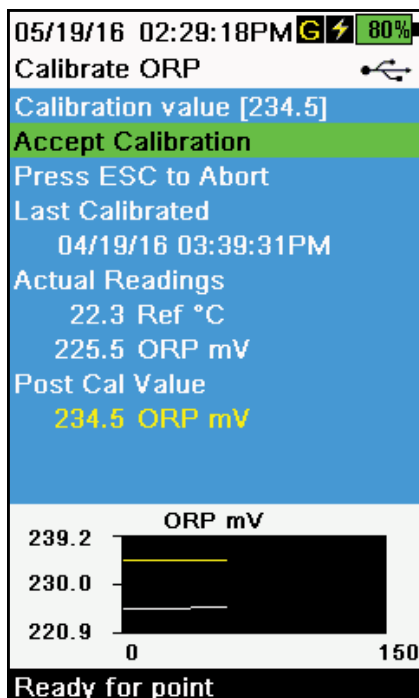 05/19/16 02:29:18PM G 80%
Calibrate ORP
Calibration value [234.5]
Accept Calibration
Press ESC to Abort
Last Calibrated
04/19/16 03:39:31PM
Actual Readings
22.3 Ref °C
225.5 ORP mV
Post Cal Value
234.5 ORP mV
ORP mV
239.2
230.0
220.9
0 150
Ready for point